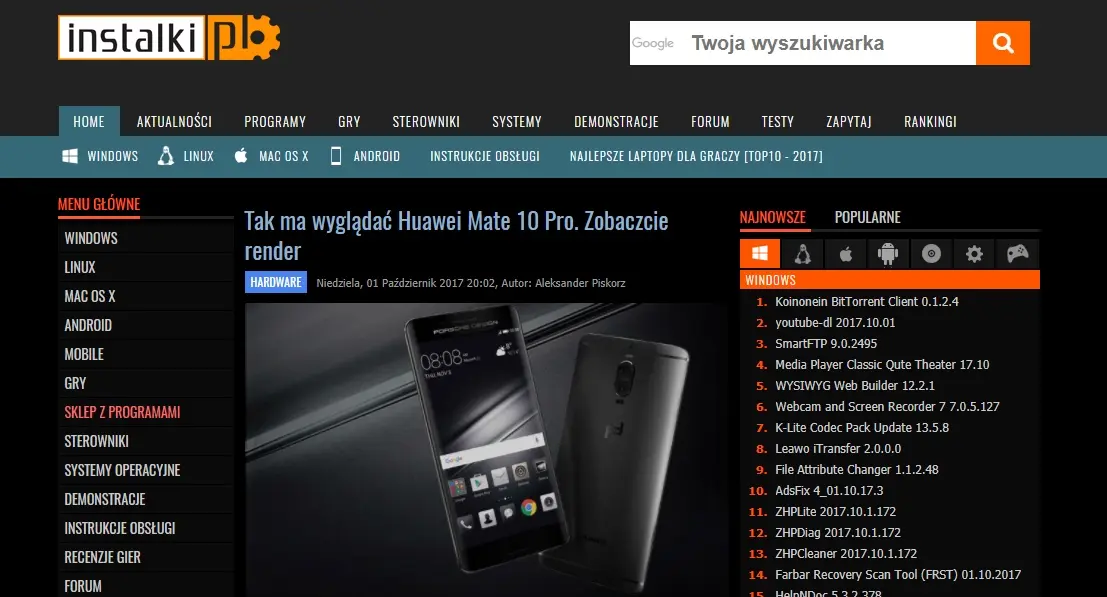 instalki pl
Google Twoja wyszukiwarka
HOME AKTUALNOŚCI PROGRAMY GRY STEROWNIKI SYSTEMY DEMONSTRACJE FORUM TESTY ZAPYTAJ RANKINGI
WINDOWS LINUX MAC OS X ANDROID INSTRUKCJE OBSŁUGI NAJLEPSZE LAPTOPY DLA GRACZY [TOP10 - 2017]
MENU GŁÓWNE
WINDOWS
LINUX
MAC OS X
ANDROID
MOBILE
GRY
SKLEP Z PROGRAMAMI
STEROWNIKI
SYSTEMY OPERACYJNE
DEMONSTRACJE
INSTRUKCJE OBSŁUGI
RECENZJE GIER
FORUM
Tak ma wyglądać Huawei Mate 10 Pro. Zobaczcie
render
HARDWARE Niedziela, 01 Październik 2017 20:02, Autor: Aleksander Piskorz
PORSCHE DESIGN
08:08
Google
NAJNOWSZE POPULARNE
WINDOWS
1. Koinonein BitTorrent Client 0.1.2.4
2. youtube-dl 2017.10.01
3. SmartFTP 9.0.2495
4. Media Player Classic Qute Theater 17.10
5. WYSIWYG Web Builder 12.2.1
6. Webcam and Screen Recorder 7 7.0.5.127
7. K-Lite Codec Pack Update 13.5.8
8. Leawo iTransfer 2.0.0.0
9. File Attribute Changer 1.1.2.48
10. AdsFix 4_01.10.17.3
11. ZHPLite 2017.10.1.172
12. ZHPDiag 2017.10.1.172
13. ZHPCleaner 2017.10.1.172
14. Farbar Recovery Scan Tool (FRST) 01.10.2017
15. HelpNDoc 5.3.2.378